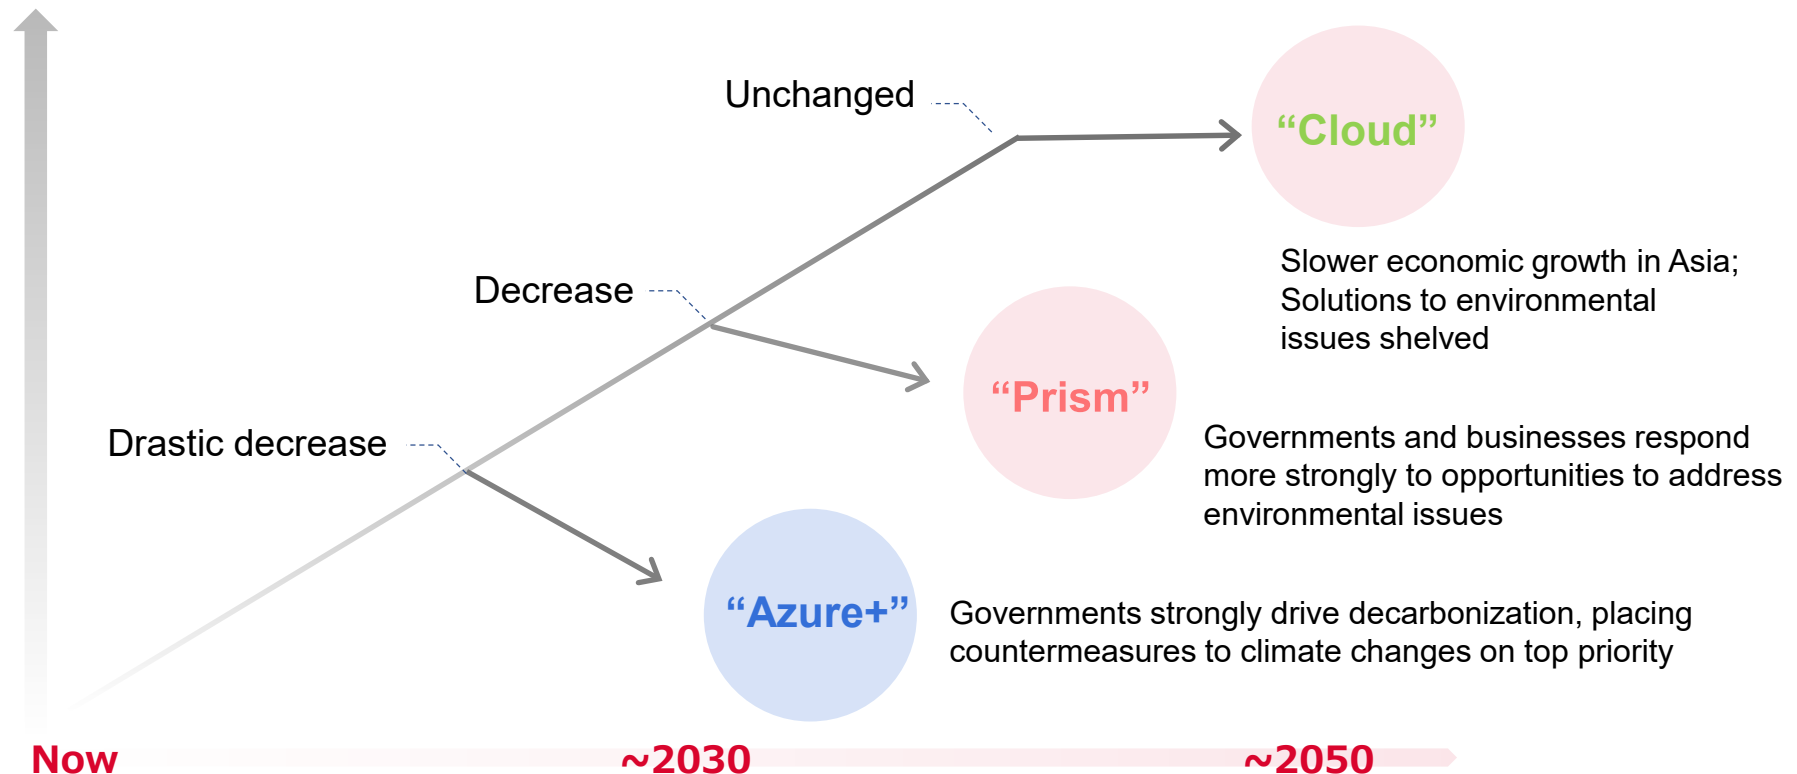 Unchanged
“Cloud”
Slower economic growth in Asia;
Solutions to environmental
issues shelved
Decrease
“Prism”
Governments and businesses respond
more strongly to opportunities to address
environmental issues
Drastic decrease
“Azure+”
Governments strongly drive decarbonization, placing
countermeasures to climate changes on top priority
Now
~2030
~2050